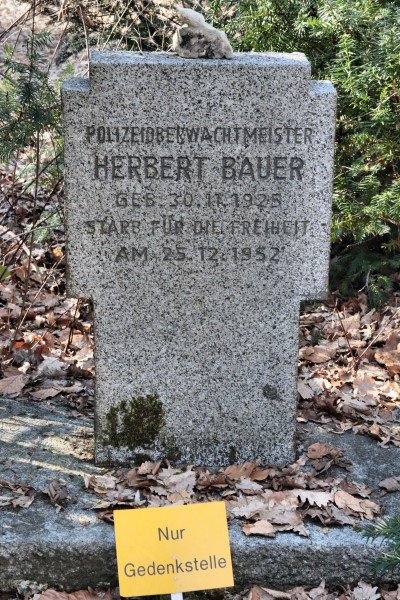 POLIZEIOBERWACHTMEISTER
HERBERT BAUER
GEB. 30. 11. 1925
STARB FÜR DIE FREIHEIT
AM 25. 12. 1952
Nur
Gedenkstelle